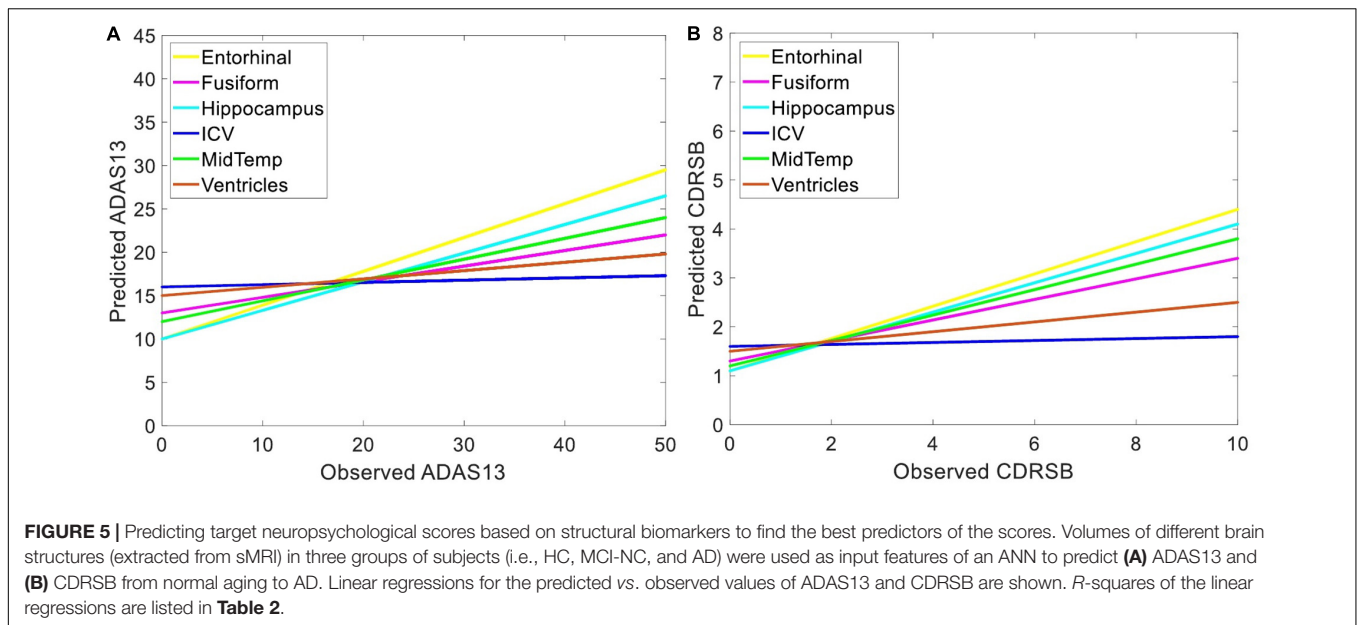 A
45
40
35
30
25
20
15
10
5
0
Predicted ADAS13
Entorhinal
Fusiform
Hippocampus
ICV
MidTemp
Ventricles
0 10 20 30 40 50
Observed ADAS13
B
8
7
6
5
4
3
2
1
0
Predicted CDRSB
Entorhinal
Fusiform
Hippocampus
ICV
MidTemp
Ventricles
0 2 4 6 8 10
Observed CDRSB
FIGURE 5 | Predicting target neuropsychological scores based on structural biomarkers to find the best predictors of the scores. Volumes of different brain
structures (extracted from sMRI) in three groups of subjects (i.e., HC, MCI-NC, and AD) were used as input features of an ANN to predict (A) ADAS13 and
(B) CDRSB from normal aging to AD. Linear regressions for the predicted vs. observed values of ADAS13 and CDRSB are shown. R-squares of the linear
regressions are listed in Table 2.